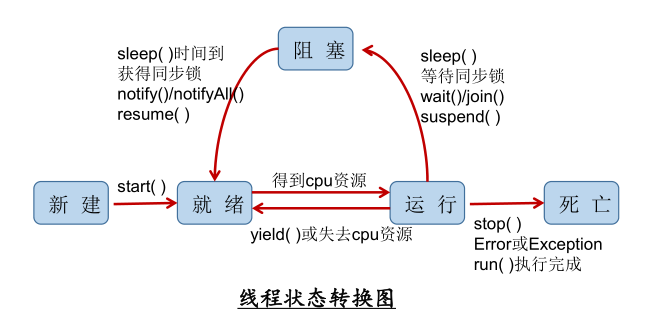 阻 塞
sleep( )时间到
获得同步锁
notify()/notifyAll()
resume( )
sleep( )
等待同步锁
wait()/join()
suspend( )
新 建
start( )
就 绪
得到cpu资源
yield( )或失去cpu资源
运 行
死 亡
stop( )
Error或Exception
run( )执行完成
线程状态转换图